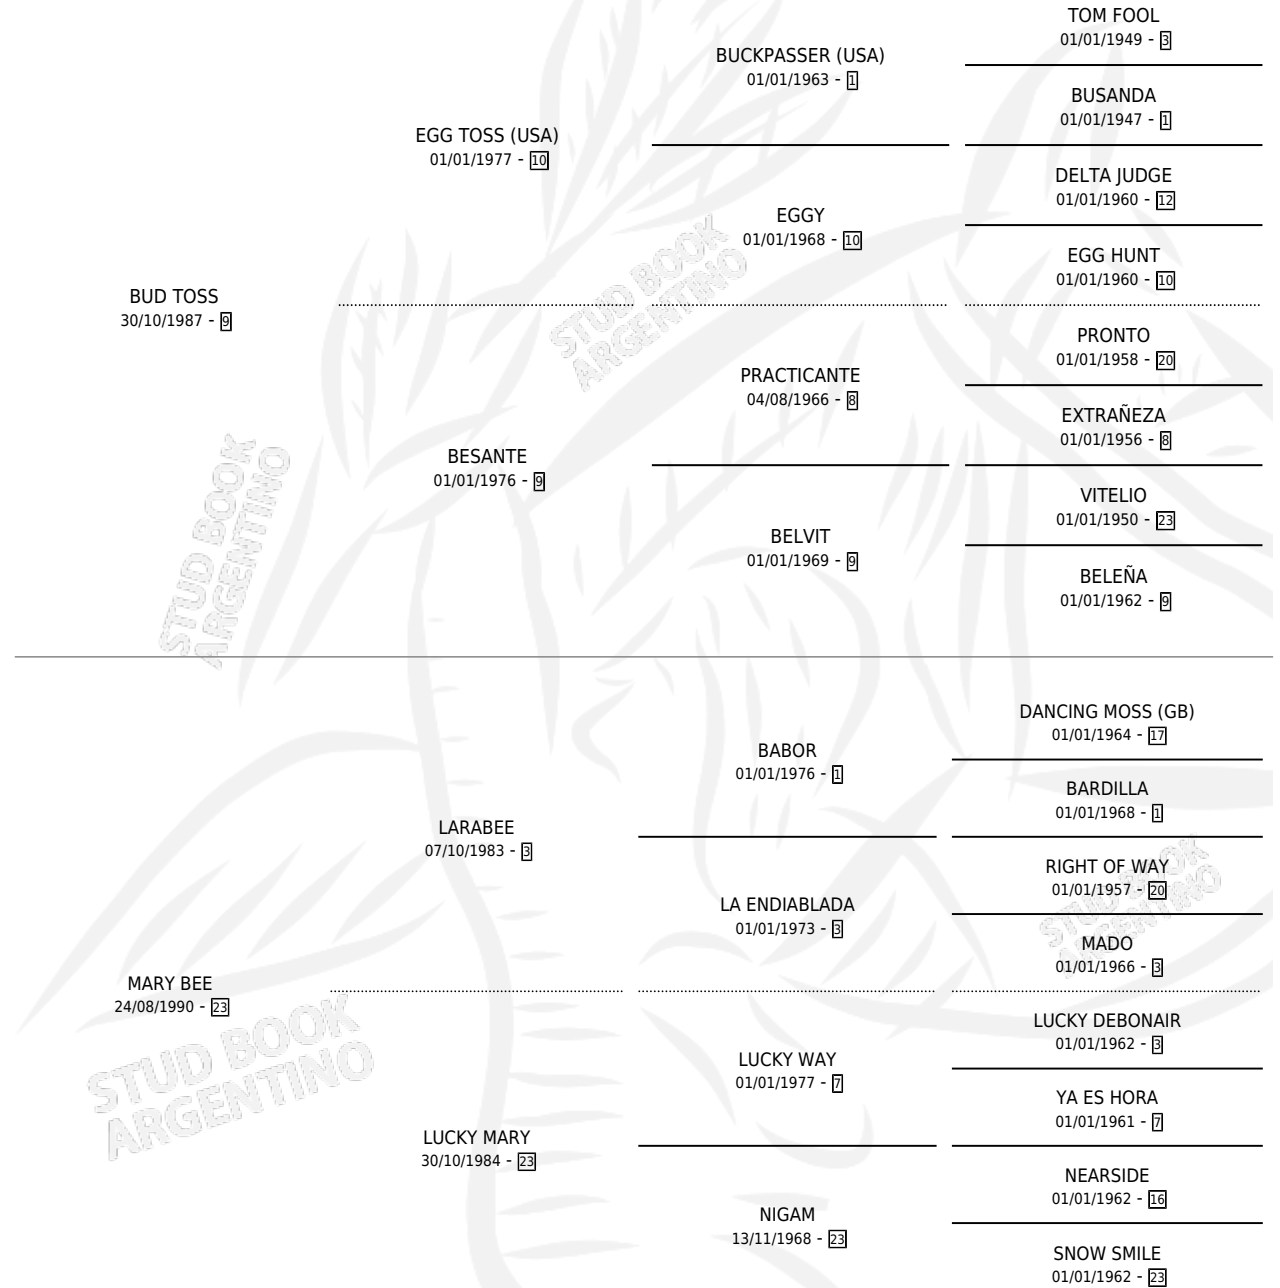 TOM FOOL
01/01/1949 - 3
BUCKPASSER (USA)
01/01/1963 - 1
BUSANDA
01/01/1947 - 1
EGG TOSS (USA)
01/01/1977 - 10
DELTA JUDGE
01/01/1960 - 12
EGGY
01/01/1968 - 10
EGG HUNT
01/01/1960 - 10
BUD TOSS
30/10/1987 - 9
STUD BOOK
ARGENTINO
PRONTO
01/01/1958 - 20
PRACTICANTE
04/08/1966 - 8
EXTRAÑEZA
01/01/1956 - 8
BESANTE
01/01/1976 - 9
VITELIO
01/01/1950 - 23
BELVIT
01/01/1969 - 9
BELEÑA
01/01/1962 - 9
STUD BOOK
ARGENTINO
DANCING MOSS (GB)
01/01/1964 - 17
BABOR
01/01/1976 - 1
BARDILLA
01/01/1968 - 1
LARABEE
07/10/1983 - 3
RIGHT OF WAY
01/01/1957 - 20
LA ENDIABLADA
01/01/1973 - 3
MADO
01/01/1966 - 3
STUD BOOK
ARGENTINO
MARY BEE
24/08/1990 - 23
LUCKY DEBONAIR
01/01/1962 - 3
LUCKY WAY
01/01/1977 - 7
YA ES HORA
01/01/1961 - 7
STUD BOOK
ARGENTINO
LUCKY MARY
30/10/1984 - 23
NEARSIDE
01/01/1962 - 16
NIGAM
13/11/1968 - 23
SNOW SMILE
01/01/1962 - 23